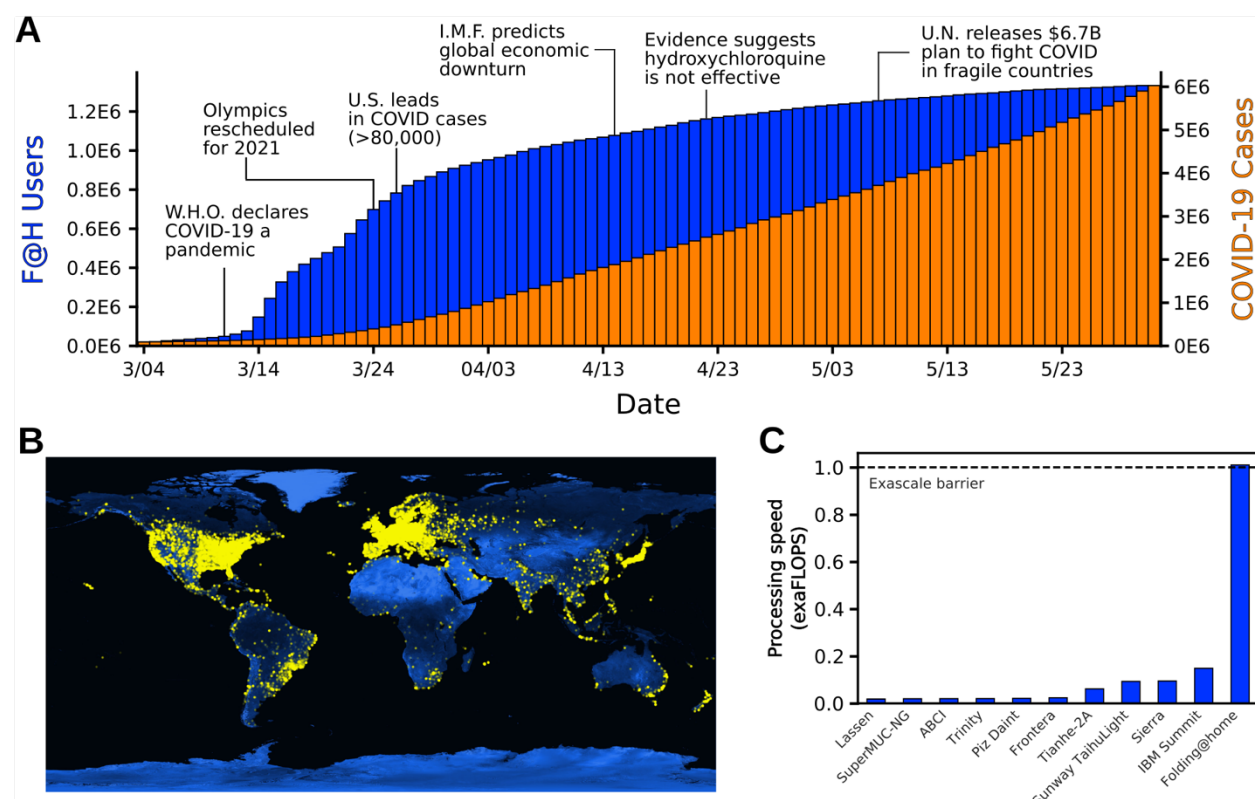 A
I.M.F. predicts
global economic
downturn
Evidence suggests
hydroxychloroquine
is not effective
U.N. releases $6.7B
plan to fight COVID
in fragile countries
Olympics
rescheduled
for 2021
U.S. leads
in COVID cases
(>80,000)
W.H.O. declares
COVID-19 a
pandemic
F@H Users
1.2E6
1.0E6
0.8E6
0.6E6
0.4E6
0.2E6
0.0E6
6E6
5E6
4E6
3E6
2E6
1E6
0E6
COVID-19 Cases
3/04 3/14 3/24 04/03 4/13 4/23 5/03 5/13 5/23
Date
B
C
Processing speed
(exaFLOPS)
1.0
0.8
0.6
0.4
0.2
0.0
Exascale barrier
Lassen
SuperMUC-NG
ABCI
Trinity
Piz Daint
Frontera
Tianhe-2A
Sunway TaihuLight
Sierra
IBM Summit
Folding@home